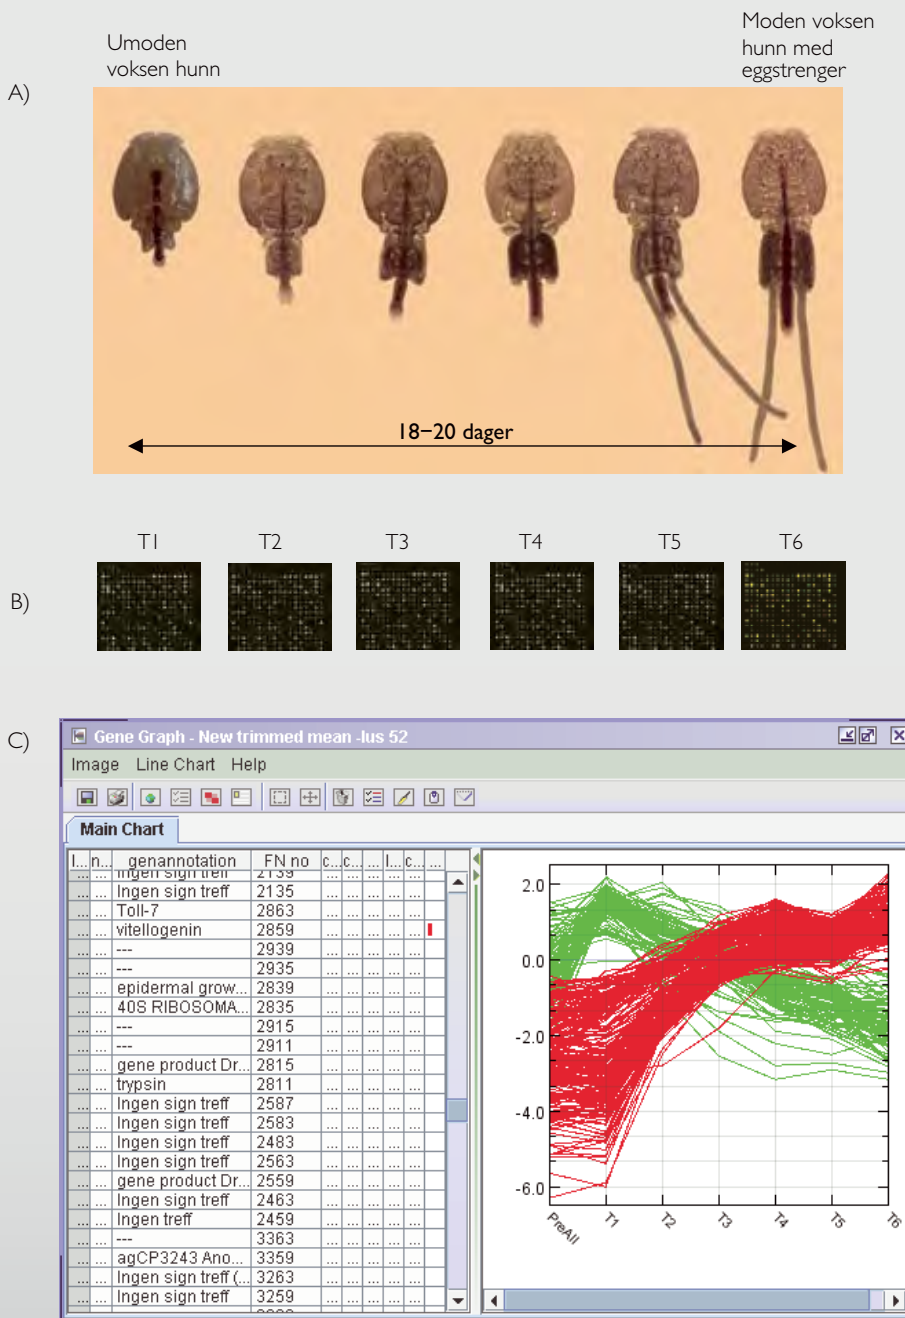 Umoden
voksen hunn
Moden voksen
hunn med
eggstrenger
A)
18–20 dager
T1 T2 T3 T4 T5 T6
B)
C)
Gene Graph - New trimmed mean -lus 52
Image Line Chart Help
Main Chart
l... n... genannotation FN no c... c... ... l... c... ...
... ... Ingen sign treff 2139 ... ... ... ... ...
... ... Ingen sign treff 2135 ... ... ... ... ...
... ... Toll-7 2863 ... ... ... ... ...
... ... vitellogenin 2859 ... ... ... ... ...
... ... --- 2939 ... ... ... ... ...
... ... --- 2935 ... ... ... ... ...
... ... epidermal grow... 2839 ... ... ... ... ...
... ... 40S RIBOSOMA... 2835 ... ... ... ... ...
... ... --- 2915 ... ... ... ... ...
... ... --- 2911 ... ... ... ... ...
... ... gene product Dr... 2815 ... ... ... ... ...
... ... trypsin 2811 ... ... ... ... ...
... ... Ingen sign treff 2587 ... ... ... ... ...
... ... Ingen sign treff 2583 ... ... ... ... ...
... ... Ingen sign treff 2483 ... ... ... ... ...
... ... Ingen sign treff 2563 ... ... ... ... ...
... ... gene product Dr... 2559 ... ... ... ... ...
... ... Ingen sign treff 2463 ... ... ... ... ...
... ... Ingen treff 2459 ... ... ... ... ...
... ... --- 3363 ... ... ... ... ...
... ... agCP3243 Ano... 3359 ... ... ... ... ...
... ... Ingen sign treff (... 3263 ... ... ... ... ...
... ... Ingen sign treff 3259 ... ... ... ... ...
2.0
0.0
-2.0
-4.0
-6.0
PreAll T1 T2 T3 T4 T5 T6